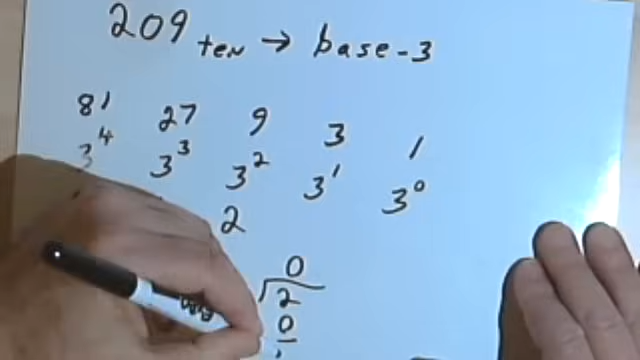 209 ten → base-3
81 27 9 3 1
3⁴ 3³ 3² 3¹ 3⁰
2
0
2
0